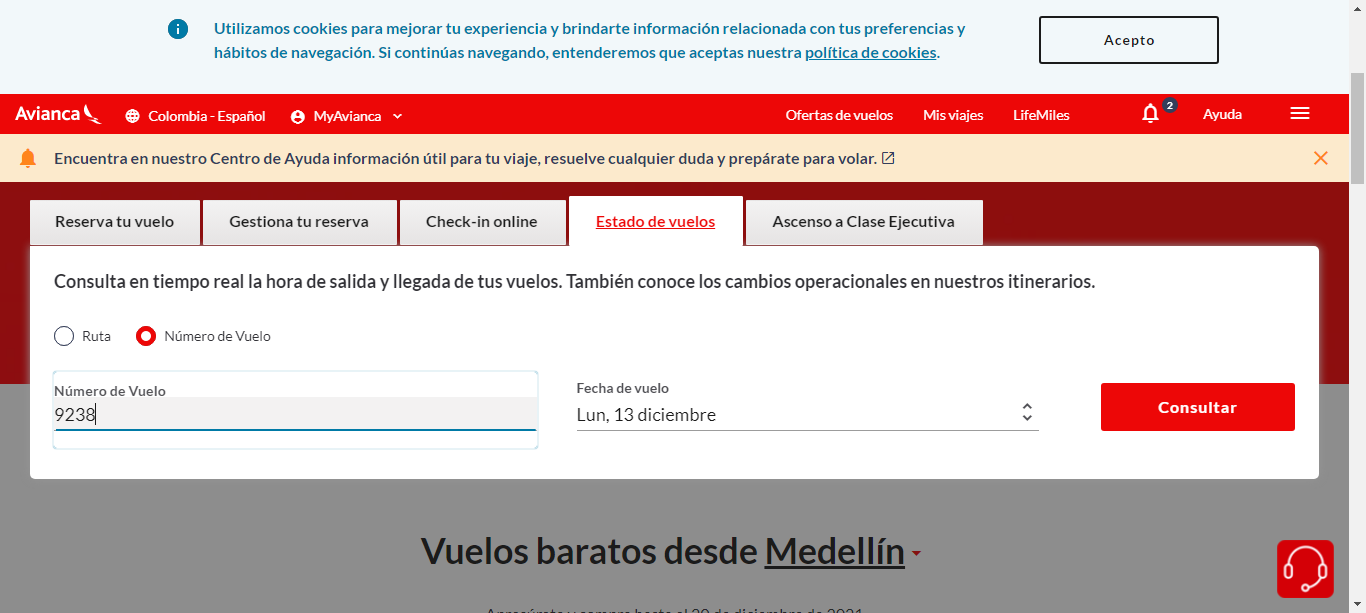 Utilizamos cookies para mejorar tu experiencia y brindarte información relacionada con tus preferencias y
hábitos de navegación. Si continúas navegando, entenderemos que aceptas nuestra política de cookies.
Acepto
Avianca
Colombia - Español
MyAvianca
Ofertas de vuelos
Mis viajes
LifeMiles
2
Ayuda
Encuentra en nuestro Centro de Ayuda información útil para tu viaje, resuelve cualquier duda y prepárate para volar.
Reserva tu vuelo
Gestiona tu reserva
Check-in online
Estado de vuelos
Ascenso a Clase Ejecutiva
Consulta en tiempo real la hora de salida y llegada de tus vuelos. También conoce los cambios operacionales en nuestros itinerarios.
Ruta
Número de Vuelo
Número de Vuelo
9238
Fecha de vuelo
Lun, 13 diciembre
Consultar
Vuelos baratos desde Medellín